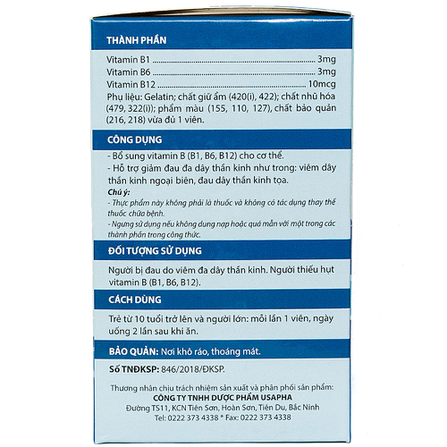 THÀNH PHẦN
Vitamin B1 ........ 3mg
Vitamin B6 ........ 3mg
Vitamin B12 ........ 10mcg
Phụ liệu: Gelatin; chất giữ ẩm (420(i), 422); chất nhũ hóa
(479, 322(i)); phẩm màu (155, 110, 127), chất bảo quản
(216, 218) vừa đủ 1 viên.
CÔNG DỤNG
- Bổ sung vitamin B (B1, B6, B12) cho cơ thể.
- Hỗ trợ giảm đau đa dây thần kinh như trong: viêm dây
thần kinh ngoại biên, đau dây thần kinh tọa.
Chú ý:
- Thực phẩm này không phải là thuốc và không có tác dụng thay thế
thuốc chữa bệnh.
- Ngưng sử dụng nếu không dung nạp hoặc quá mẫn với một trong các
thành phần trong công thức.
ĐỐI TƯỢNG SỬ DỤNG
Người bị đau do viêm đa dây thần kinh. Người thiếu hụt
vitamin B (B1, B6, B12).
CÁCH DÙNG
Trẻ từ 10 tuổi trở lên và người lớn: mỗi lần 1 viên, ngày
uống 2 lần sau khi ăn.
BẢO QUẢN: Nơi khô ráo, thoáng mát.
Số TNĐKSP: 846/2018/ĐKSP.
Thương nhân chịu trách nhiệm sản xuất và phân phối sản phẩm:
CÔNG TY TNHH DƯỢC PHẨM USAPHA
Đường TS11, KCN Tiên Sơn, Hoàn Sơn, Tiên Du, Bắc Ninh
Tel: 0222 373 4338 * Fax: 0222 373 4338